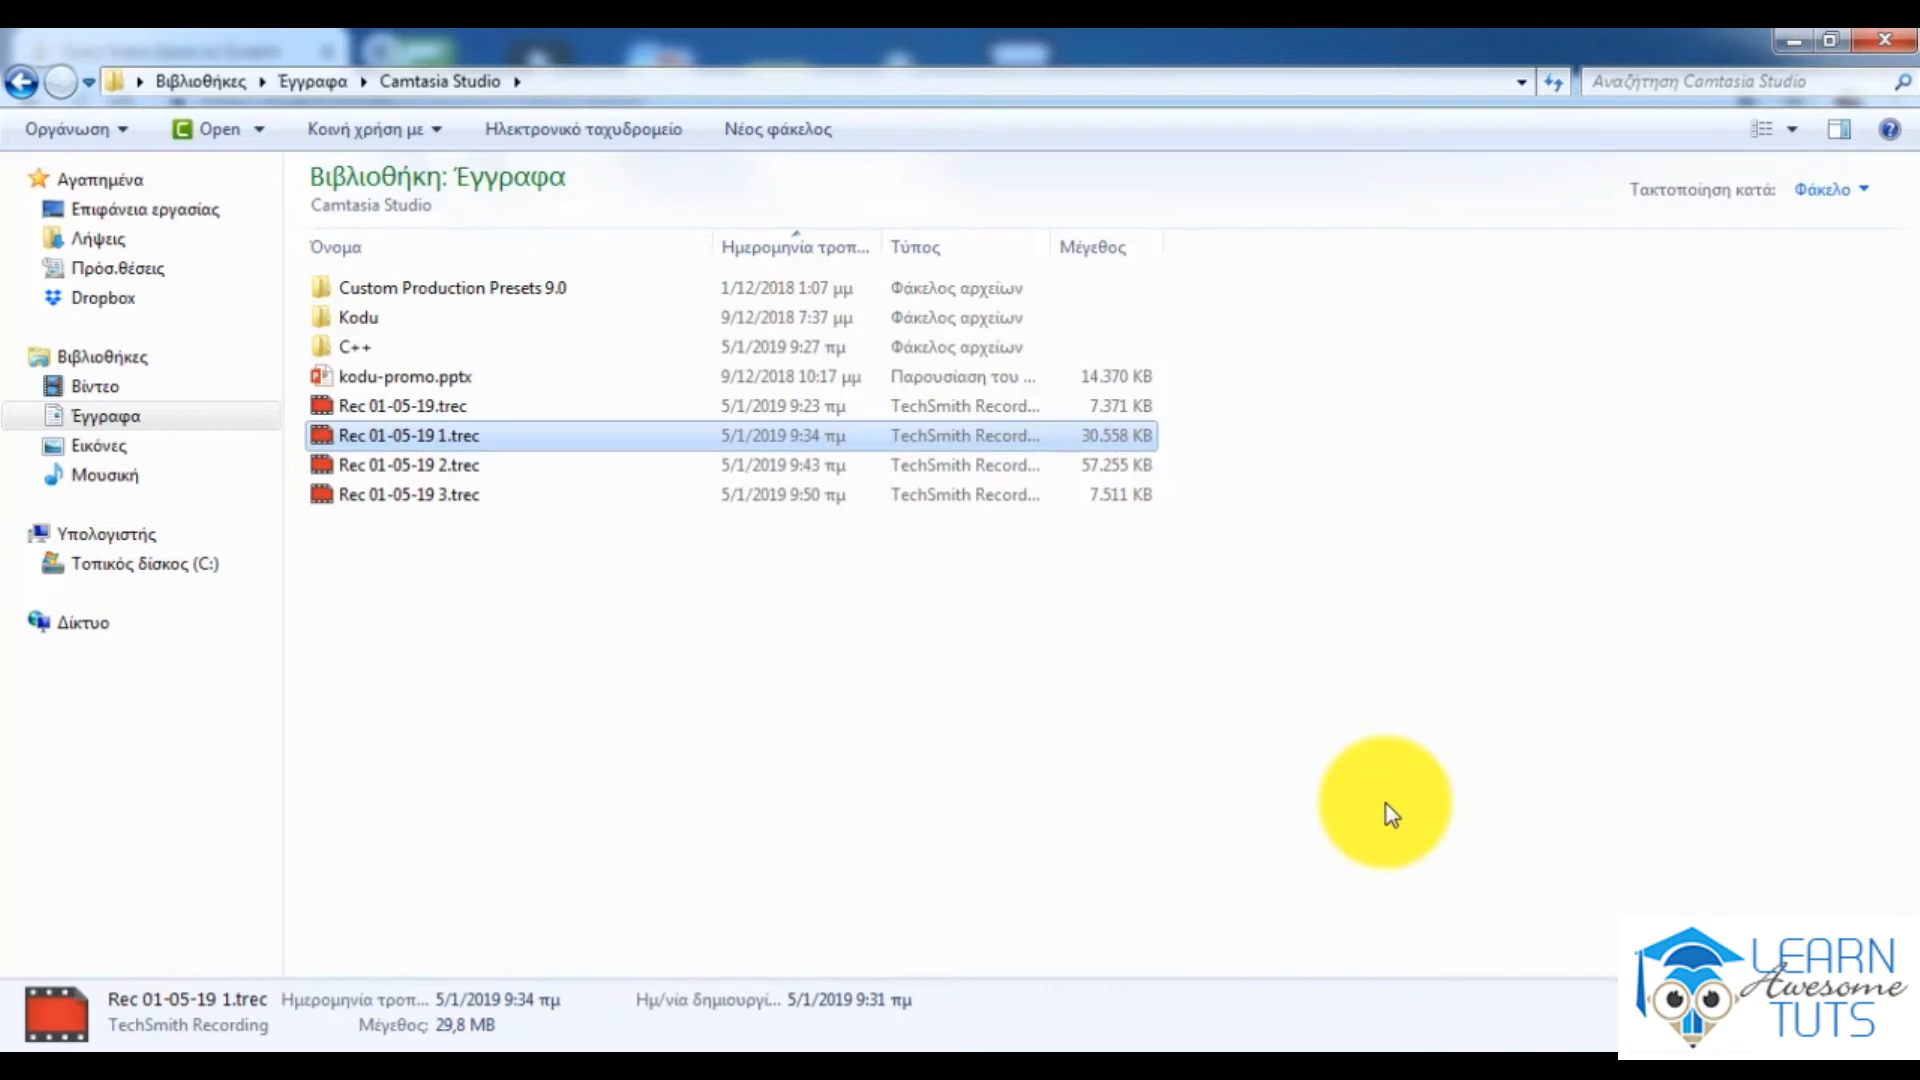 Βιβλιοθήκες Έγγραφα Camtasia Studio
Αναζήτηση Camtasia Studio
Οργάνωση Open Κοινή χρήση με Ηλεκτρονικό ταχυδρομείο Νέος φάκελος
Αγαπημένα
Επιφάνεια εργασίας
Λήψεις
Πρόσ.θέσεις
Dropbox
Βιβλιοθήκες
Βίντεο
Έγγραφα
Εικόνες
Μουσική
Υπολογιστής
Τοπικός δίσκος (C:)
Δίκτυο
Βιβλιοθήκη: Έγγραφα
Camtasia Studio
Τακτοποίηση κατά: Φάκελο
Όνομα Ημερομηνία τροπ... Τύπος Μέγεθος
Custom Production Presets 9.0 1/12/2018 1:07 μμ Φάκελος αρχείων
Kodu 9/12/2018 7:37 μμ Φάκελος αρχείων
C++ 5/1/2019 9:27 πμ Φάκελος αρχείων
kodu-promo.pptx 9/12/2018 10:17 μμ Παρουσίαση του ... 14.370 KB
Rec 01-05-19.trec 5/1/2019 9:23 πμ TechSmith Record... 7.371 KB
Rec 01-05-19 1.trec 5/1/2019 9:34 πμ TechSmith Record... 30.558 KB
Rec 01-05-19 2.trec 5/1/2019 9:43 πμ TechSmith Record... 57.255 KB
Rec 01-05-19 3.trec 5/1/2019 9:50 πμ TechSmith Record... 7.511 KB
Rec 01-05-19 1.trec Ημερομηνία τροπ... 5/1/2019 9:34 πμ Ημ/νία δημιουργί... 5/1/2019 9:31 πμ
TechSmith Recording Μέγεθος: 29,8 MB
LEARN
Awesome
TUTS